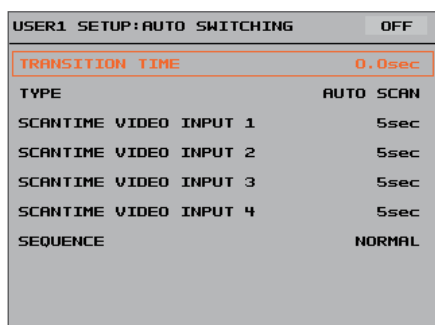 USER1 SETUP:AUTO SWITCHING OFF
TRANSITION TIME 0.0sec
TYPE AUTO SCAN
SCANTIME VIDEO INPUT 1 5sec
SCANTIME VIDEO INPUT 2 5sec
SCANTIME VIDEO INPUT 3 5sec
SCANTIME VIDEO INPUT 4 5sec
SEQUENCE NORMAL